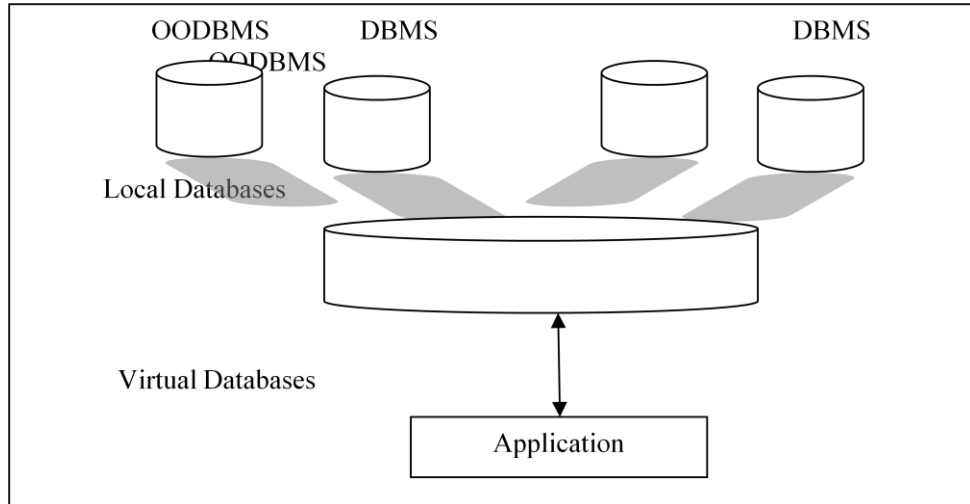 OODBMS DBMS DBMS
OODBMS
Local Databases
Virtual Databases
Application